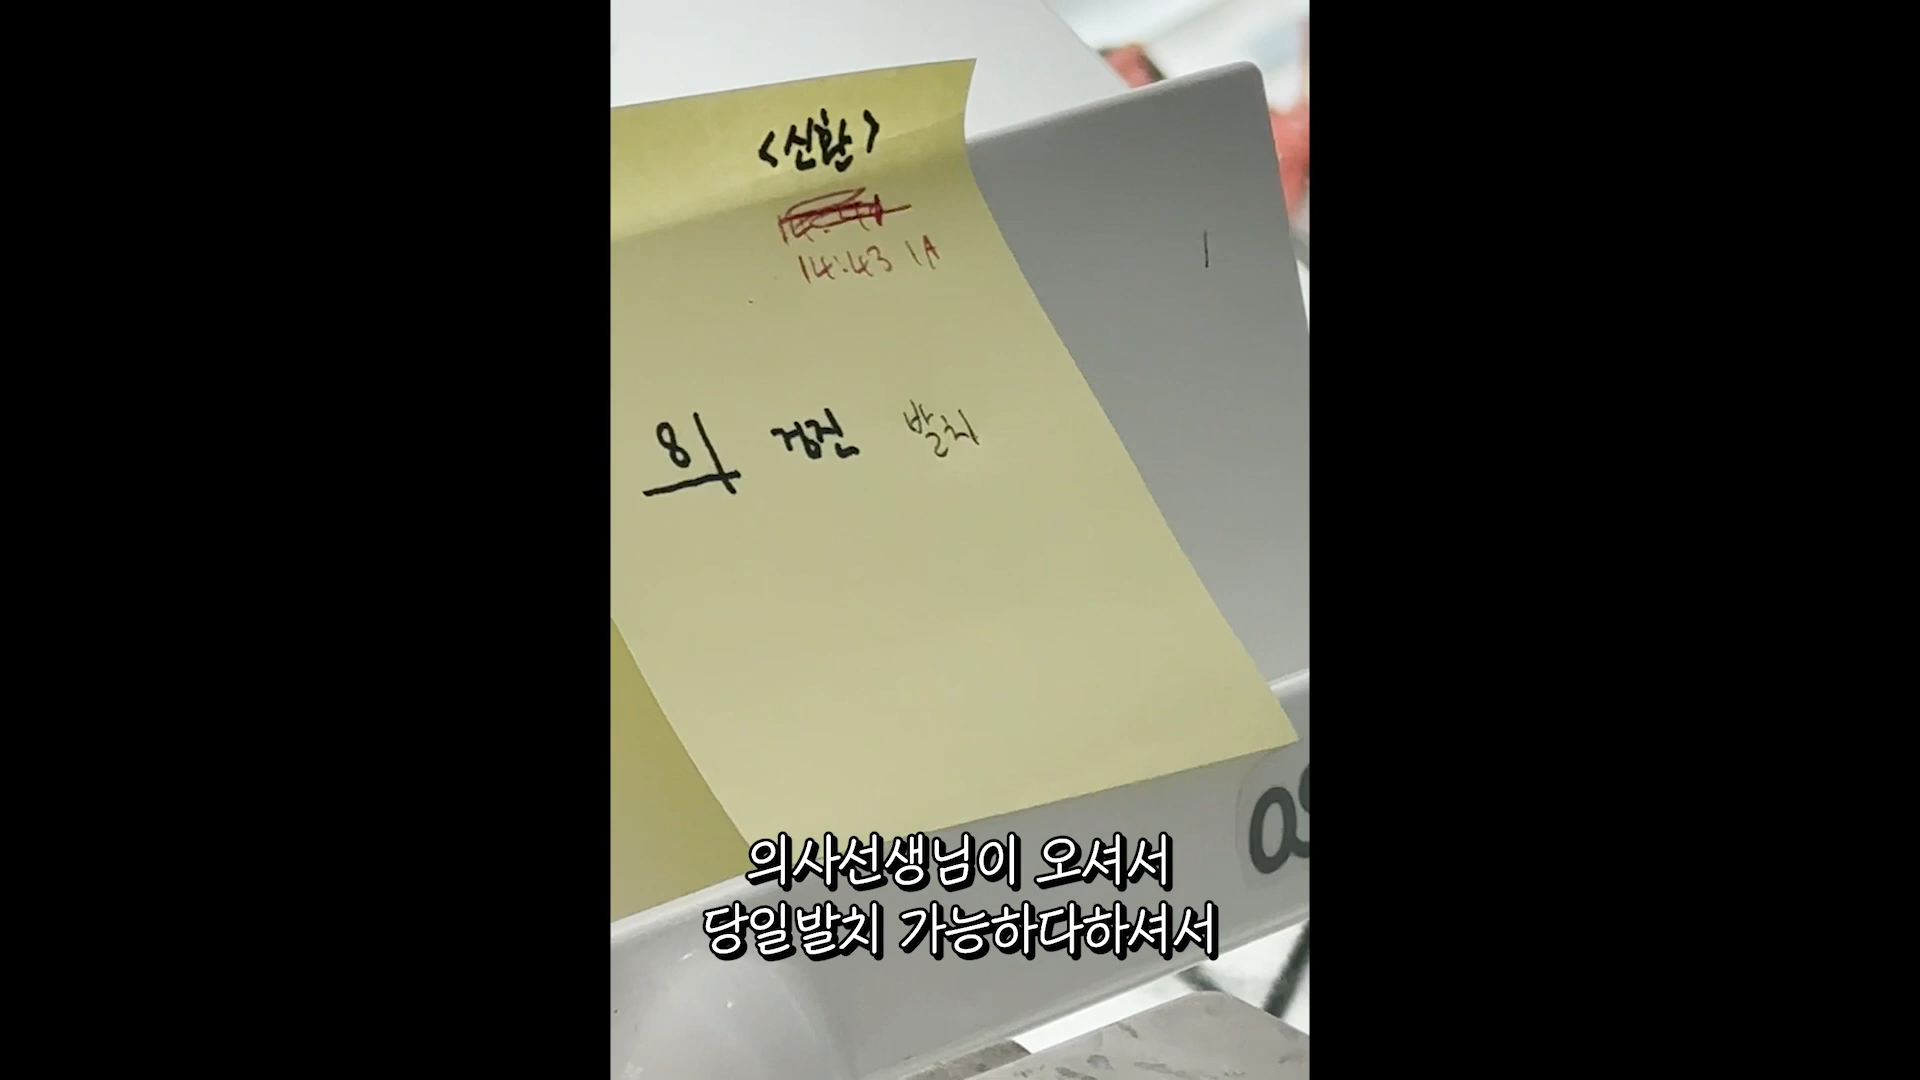 <신환>
14:43 1A
8| 검진 발치
의사선생님이 오셔서
당일발치 가능하다하셔서